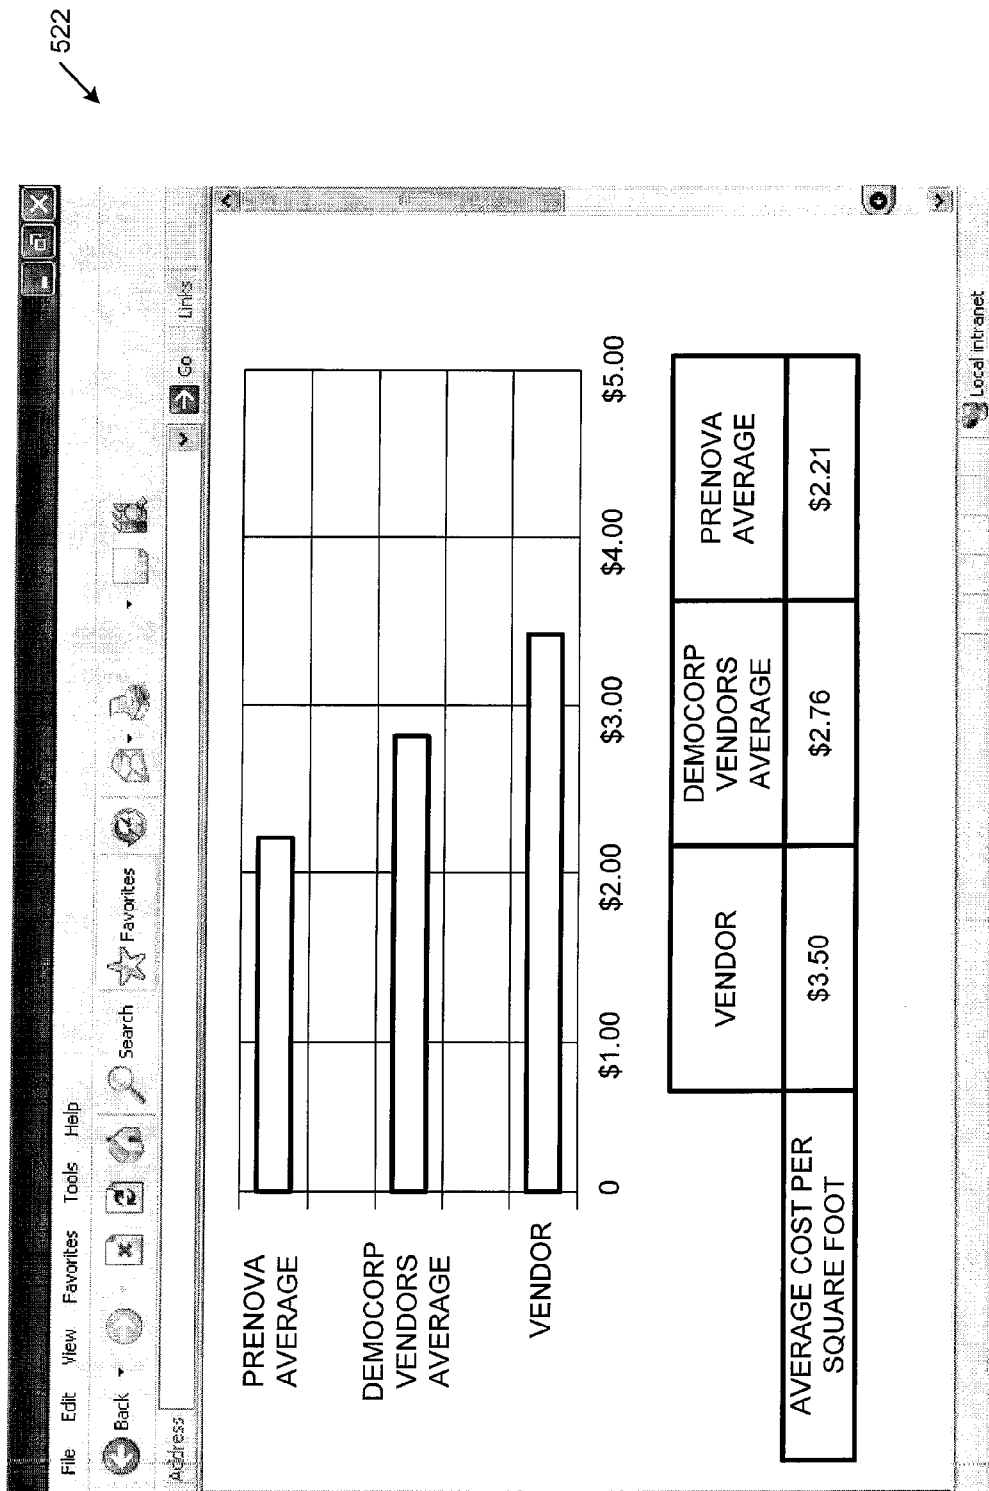 522
File Edit View Favorites Tools Help
Back Search Favorites
Address Go Links
PRENOVA
AVERAGE
DEMOCORP
VENDORS
AVERAGE
VENDOR
0 $1.00 $2.00 $3.00 $4.00 $5.00
VENDOR
DEMOCORP
VENDORS
AVERAGE
PRENOVA
AVERAGE
AVERAGE COST PER
SQUARE FOOT
$3.50
$2.76
$2.21
Local intranet